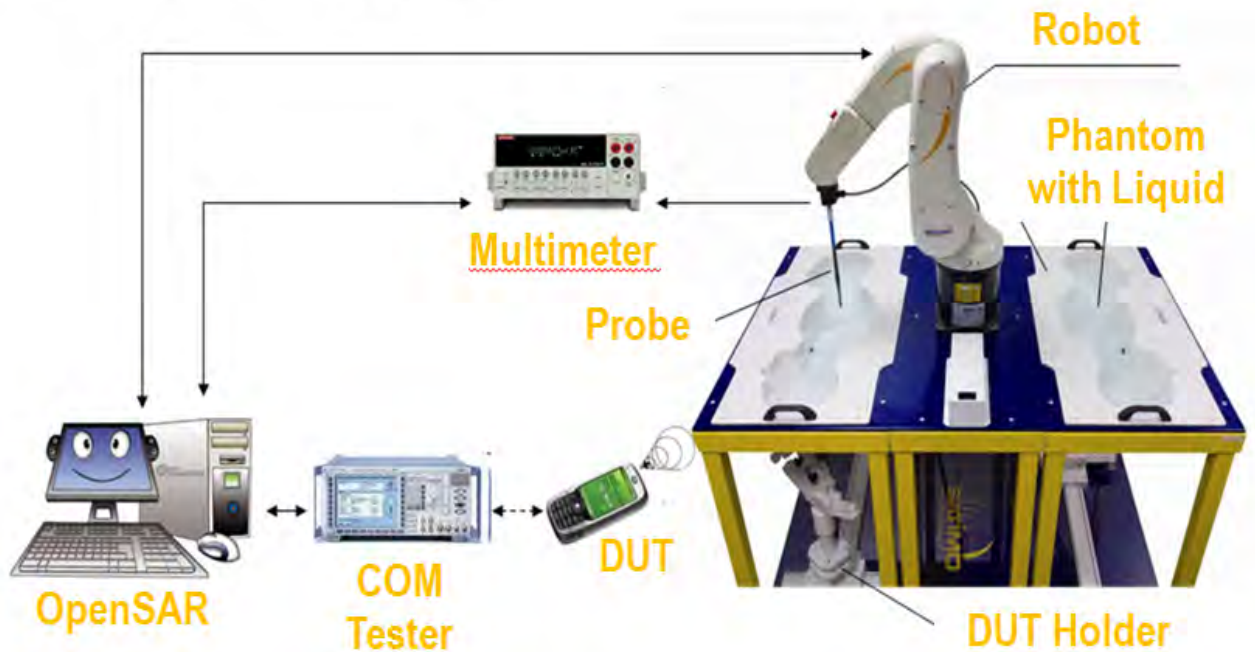 Robot
Phantom
with Liquid
Multimeter
Probe
OpenSAR
COM
Tester
DUT
DUT Holder